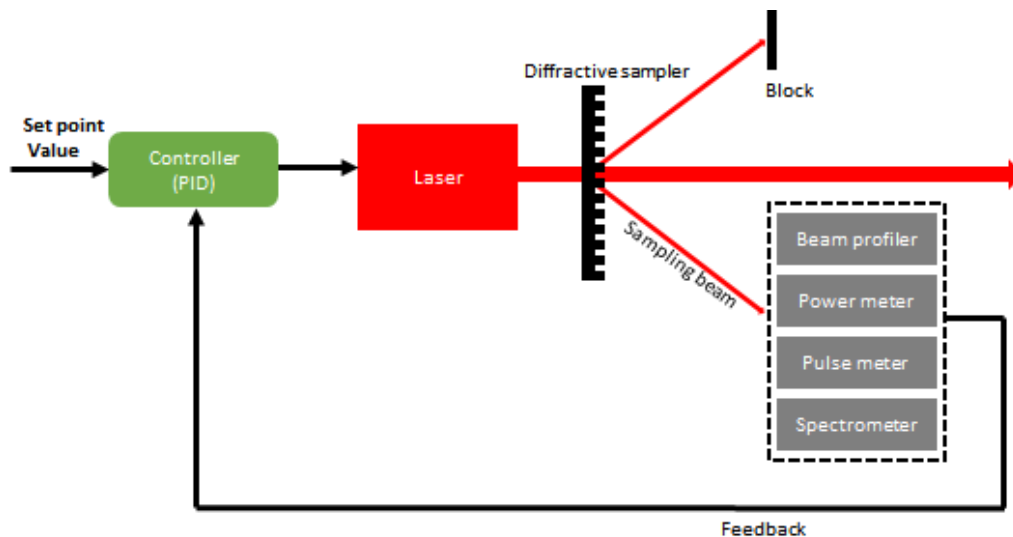 Diffractive sampler
Block
Set point
Value
Controller
(PID)
Laser
Sampling beam
Beam profiler
Power meter
Pulse meter
Spectrometer
Feedback